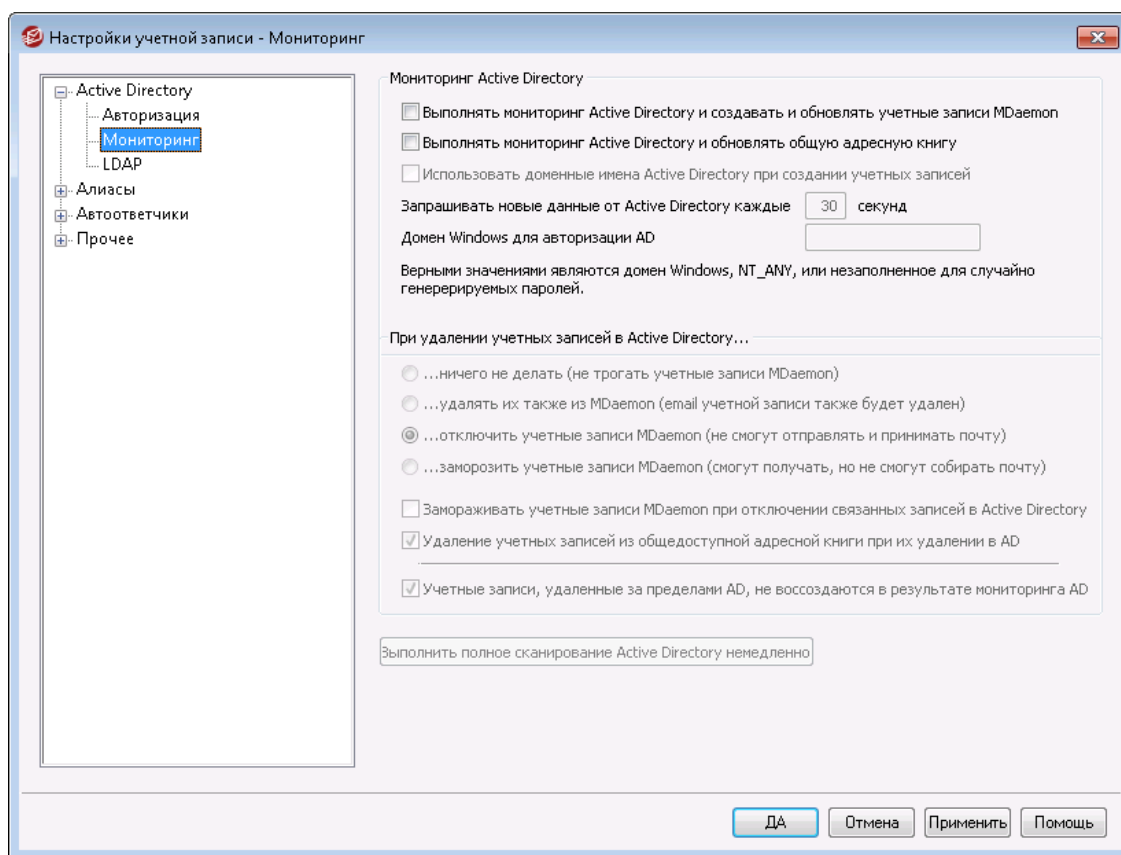 Настройки учетной записи - Мониторинг
Active Directory
Авторизация
Мониторинг
LDAP
Алиасы
Автоответчики
Прочее
Мониторинг Active Directory
Выполнять мониторинг Active Directory и создавать и обновлять учетные записи MDaemon
Выполнять мониторинг Active Directory и обновлять общую адресную книгу
Использовать доменные имена Active Directory при создании учетных записей
Запрашивать новые данные от Active Directory каждые 30 секунд
Домен Windows для авторизации AD
Верными значениями являются домен Windows, NT_ANY, или незаполненное для случайно
генерерируемых паролей.
При удалении учетных записей в Active Directory...
...ничего не делать (не трогать учетные записи MDaemon)
...удалять их также из MDaemon (email учетной записи также будет удален)
...отключить учетные записи MDaemon (не смогут отправлять и принимать почту)
...заморозить учетные записи MDaemon (смогут получать, но не смогут собирать почту)
Замораживать учетные записи MDaemon при отключении связанных записей в Active Directory
Удаление учетных записей из общедоступной адресной книги при их удалении в AD
Учетные записи, удаленные за пределами AD, не воссоздаются в результате мониторинга AD
Выполнить полное сканирование Active Directory немедленно
ДА
Отмена
Применить
Помощь